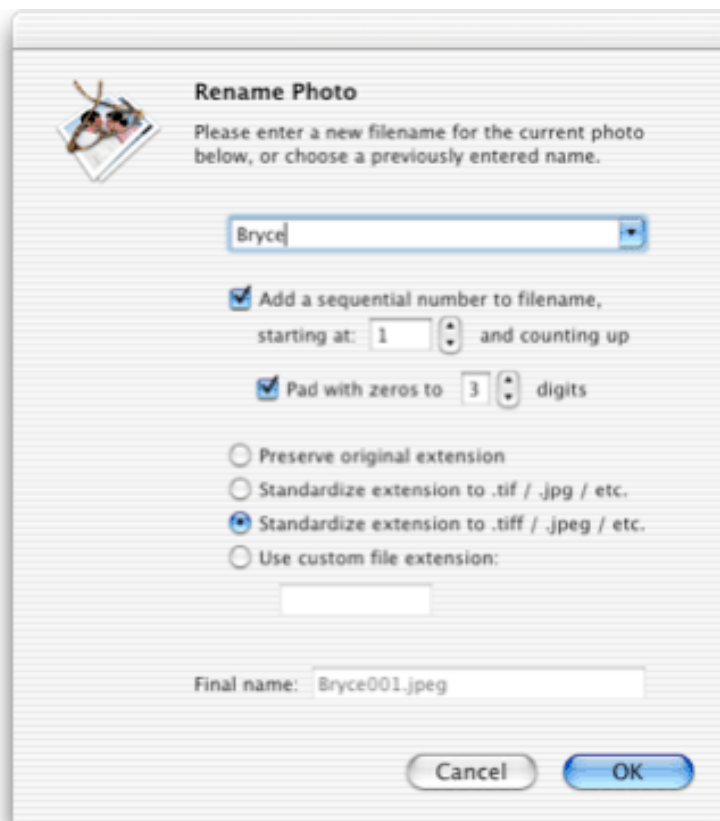 Rename Photo
Please enter a new filename for the current photo
below, or choose a previously entered name.
Bryce
Add a sequential number to filename,
starting at: 1 and counting up
Pad with zeros to 3 digits
Preserve original extension
Standardize extension to .tif / .jpg / etc.
Standardize extension to .tiff / .jpeg / etc.
Use custom file extension:
Final name: Bryce001.jpeg
Cancel OK